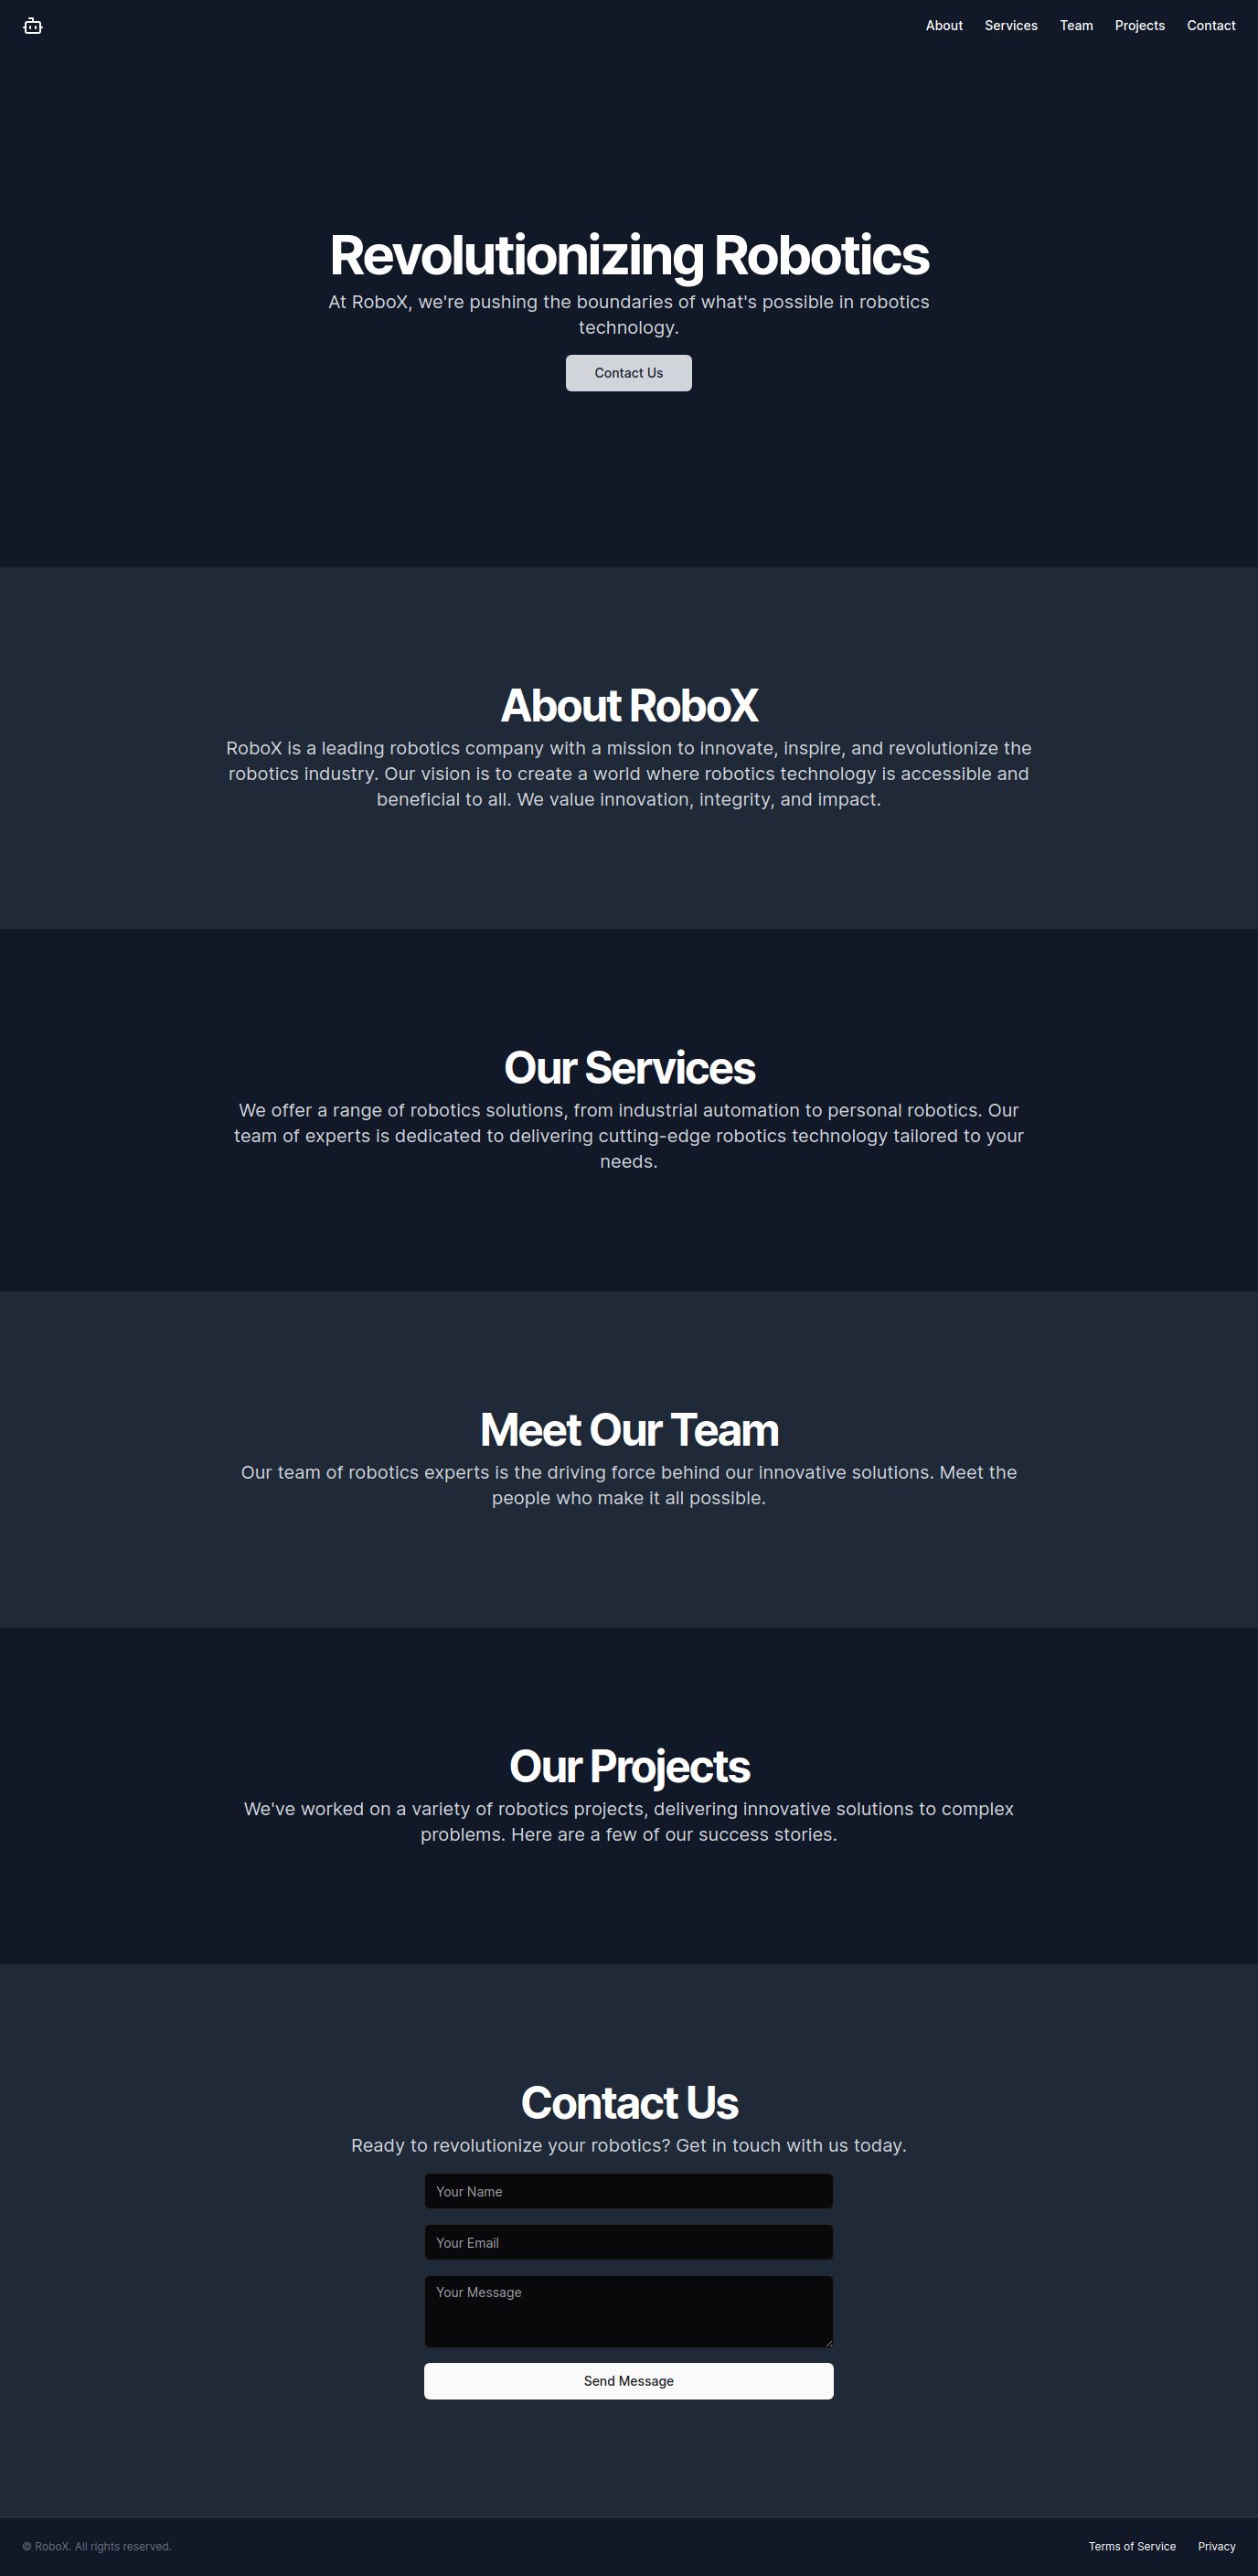 About Services Team Projects Contact
Revolutionizing Robotics
At RoboX, we're pushing the boundaries of what's possible in robotics
technology.
Contact Us
About RoboX
RoboX is a leading robotics company with a mission to innovate, inspire, and revolutionize the
robotics industry. Our vision is to create a world where robotics technology is accessible and
beneficial to all. We value innovation, integrity, and impact.
Our Services
We offer a range of robotics solutions, from industrial automation to personal robotics. Our
team of experts is dedicated to delivering cutting-edge robotics technology tailored to your
needs.
Meet Our Team
Our team of robotics experts is the driving force behind our innovative solutions. Meet the
people who make it all possible.
Our Projects
We've worked on a variety of robotics projects, delivering innovative solutions to complex
problems. Here are a few of our success stories.
Contact Us
Ready to revolutionize your robotics? Get in touch with us today.
Your Name
Your Email
Your Message
Send Message
© RoboX. All rights reserved. Terms of Service Privacy